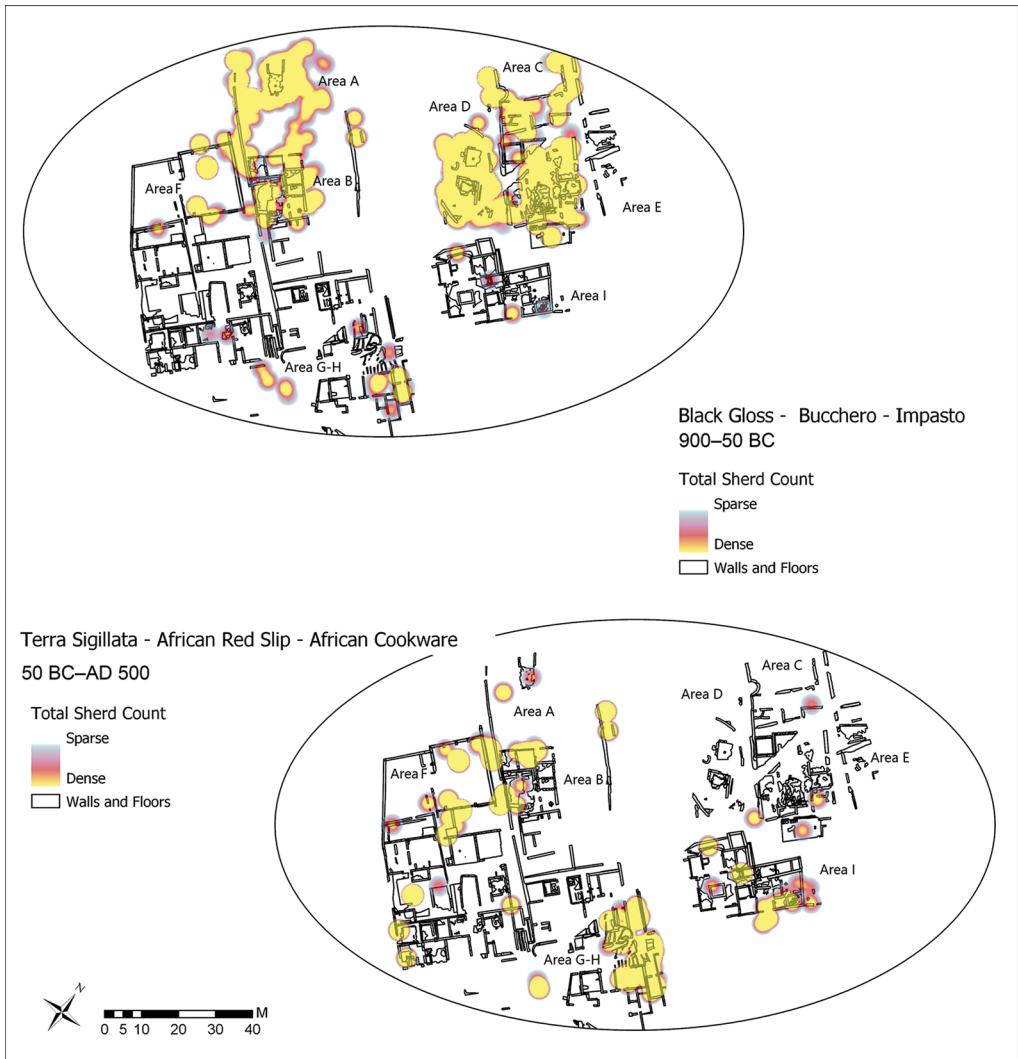 Area A
Area C
Area D
Area F
Area B
Area E
Area I
Area G-H
Black Gloss - Bucchero - Impasto
900–50 BC
Total Sherd Count
Sparse
Dense
Walls and Floors
Terra Sigillata - African Red Slip - African Cookware
50 BC–AD 500
Total Sherd Count
Sparse
Dense
Walls and Floors
Area C
Area D
Area A
Area E
Area F
Area B
Area I
Area G-H
N
0 5 10 20 30 40 M